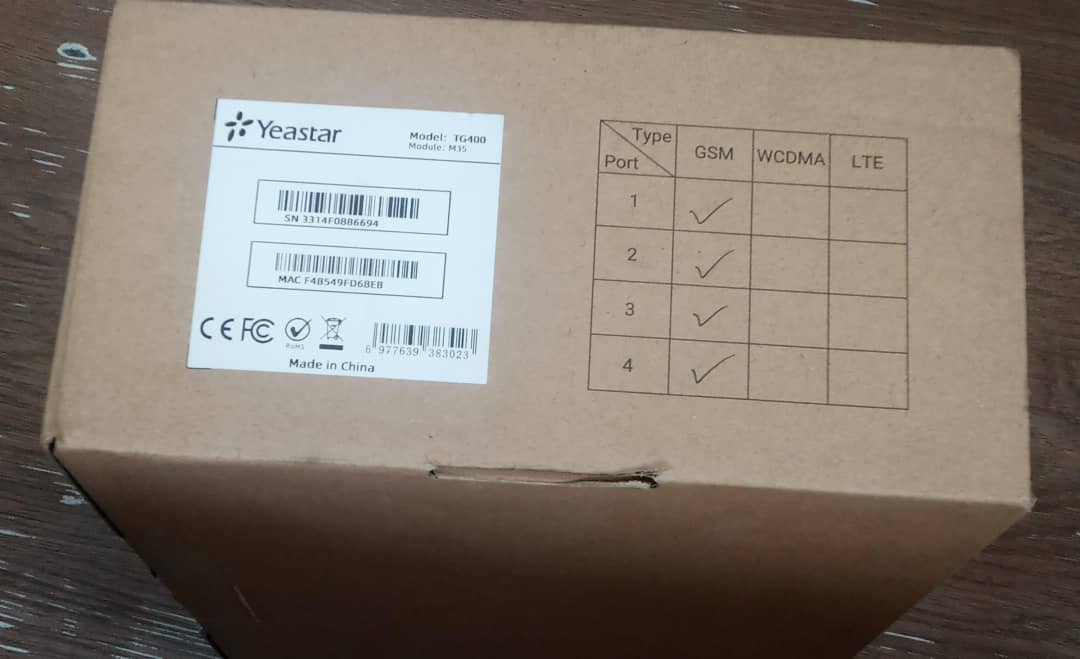 Yeastar
Model: TG400
Module: M35
SN 3314F0886694
MAC F4B549FD68EB
CE FC
RoHS
6 977639 383023
Made in China
Type
Port
GSM WCDMA LTE
1 ✓
2 ✓
3 ✓
4 ✓